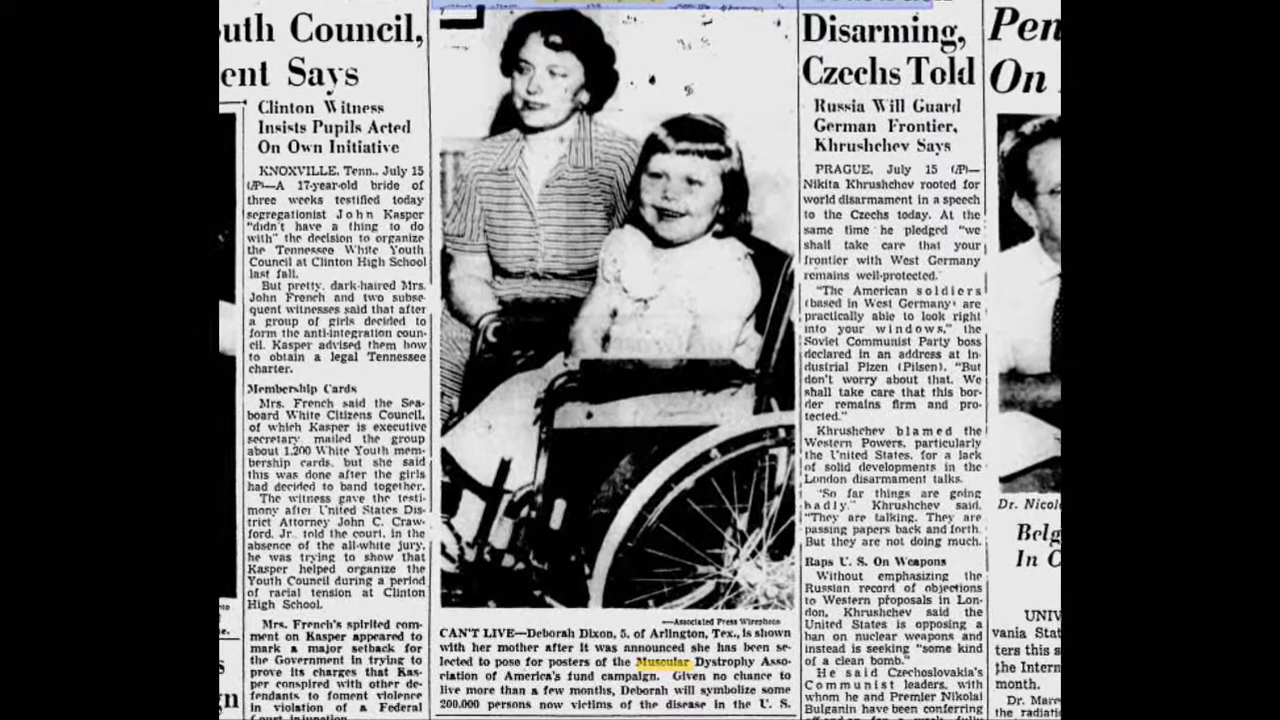 uth Council,
ent Says
Clinton Witness
Insists Pupils Acted
On Own Initiative
KNOXVILLE, Tenn., July 15
(AP)—A 17-year-old bride of
three weeks testified today
segregationist John Kasper
"didn't have a thing to do
with" the decision to organize
the Tennessee White Youth
Council at Clinton High School
last fall.
But pretty, dark-haired Mrs.
John French and two subse-
quent witnesses said that after
a group of girls decided to
form the anti-integration coun-
cil, Kasper advised them how
to obtain a legal Tennessee
charter.
Membership Cards
Mrs. French said the Sea-
board White Citizens Council,
of which Kasper is executive
secretary, mailed the group
about 1,200 White Youth mem-
bership cards, but she said
this was done after the girls
had decided to band together.
The witness gave the testi-
mony after United States Dis-
trict Attorney John C. Craw-
ford, Jr., told the court, in the
absence of the all-white jury,
he was trying to show that
Kasper helped organize the
Youth Council during a period
of racial tension at Clinton
High School.
Mrs. French's spirited com-
ment on Kasper appeared to
mark a major setback for
the Government in trying to
prove its charges that Kas-
per conspired with other de-
fendants to foment violence
in violation of a Federal
Court injunction
—Associated Press Wirephoto
CAN'T LIVE—Deborah Dixon, 5, of Arlington, Tex., is shown
with her mother after it was announced she has been se-
lected to pose for posters of the Muscular Dystrophy Asso-
ciation of America's fund campaign. Given no chance to
live more than a few months, Deborah will symbolize some
200,000 persons now victims of the disease in the U. S.
Disarming,
Czechs Told
Russia Will Guard
German Frontier,
Khrushchev Says
PRAGUE, July 15 (AP)—
Nikita Khrushchev rooted for
world disarmament in a speech
to the Czechs today. At the
same time he pledged "we
shall take care that your
frontier with West Germany
remains well-protected."
"The American soldiers
(based in West Germany) are
practically able to look right
into your windows," the
Soviet Communist Party boss
declared in an address at in-
dustrial Plzen (Pilsen). "But
don't worry about that. We
shall take care that this bor-
der remains firm and pro-
tected."
Khrushchev blamed the
Western Powers, particularly
the United States, for a lack
of solid developments in the
London disarmament talks.
"So far things are going
badly," Khrushchev said.
"They are talking. They are
passing papers back and forth.
But they are not doing much.
Raps U. S. On Weapons
Without emphasizing the
Russian record of objections
to Western proposals in Lon-
don, Khrushchev said the
United States is opposing a
ban on nuclear weapons and
instead is seeking "some kind
of a clean bomb."
He said Czechoslovakia's
Communist leaders, with
whom he and Premier Nikolai
Bulganin have been conferring
Pen
On
Dr. Nicol
Belg
In C
UNIV
vania Stat
ters this s
the Intern
month.
Dr. Marc
the radiati